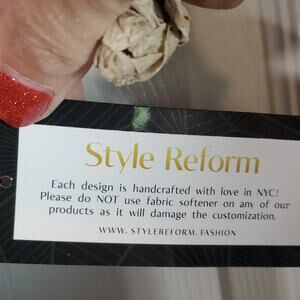 Style Reform
Each design is handcrafted with love in NYC!
Please do NOT use fabric softener on any of our
products as it will damage the customization.
WWW. STYLEREFORM. FASHION